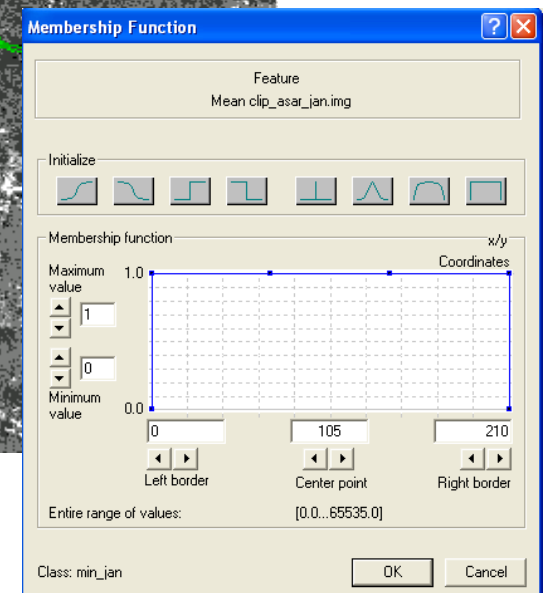 Membership Function
Feature
Mean clip_asar_jan.img
Initialize
Membership function
x/y
Coordinates
Maximum
value
1.0
1
0
Minimum
value
0.0
0
105
210
Left border
Center point
Right border
Entire range of values:
[0.0...65535.0]
Class: min_jan
OK
Cancel